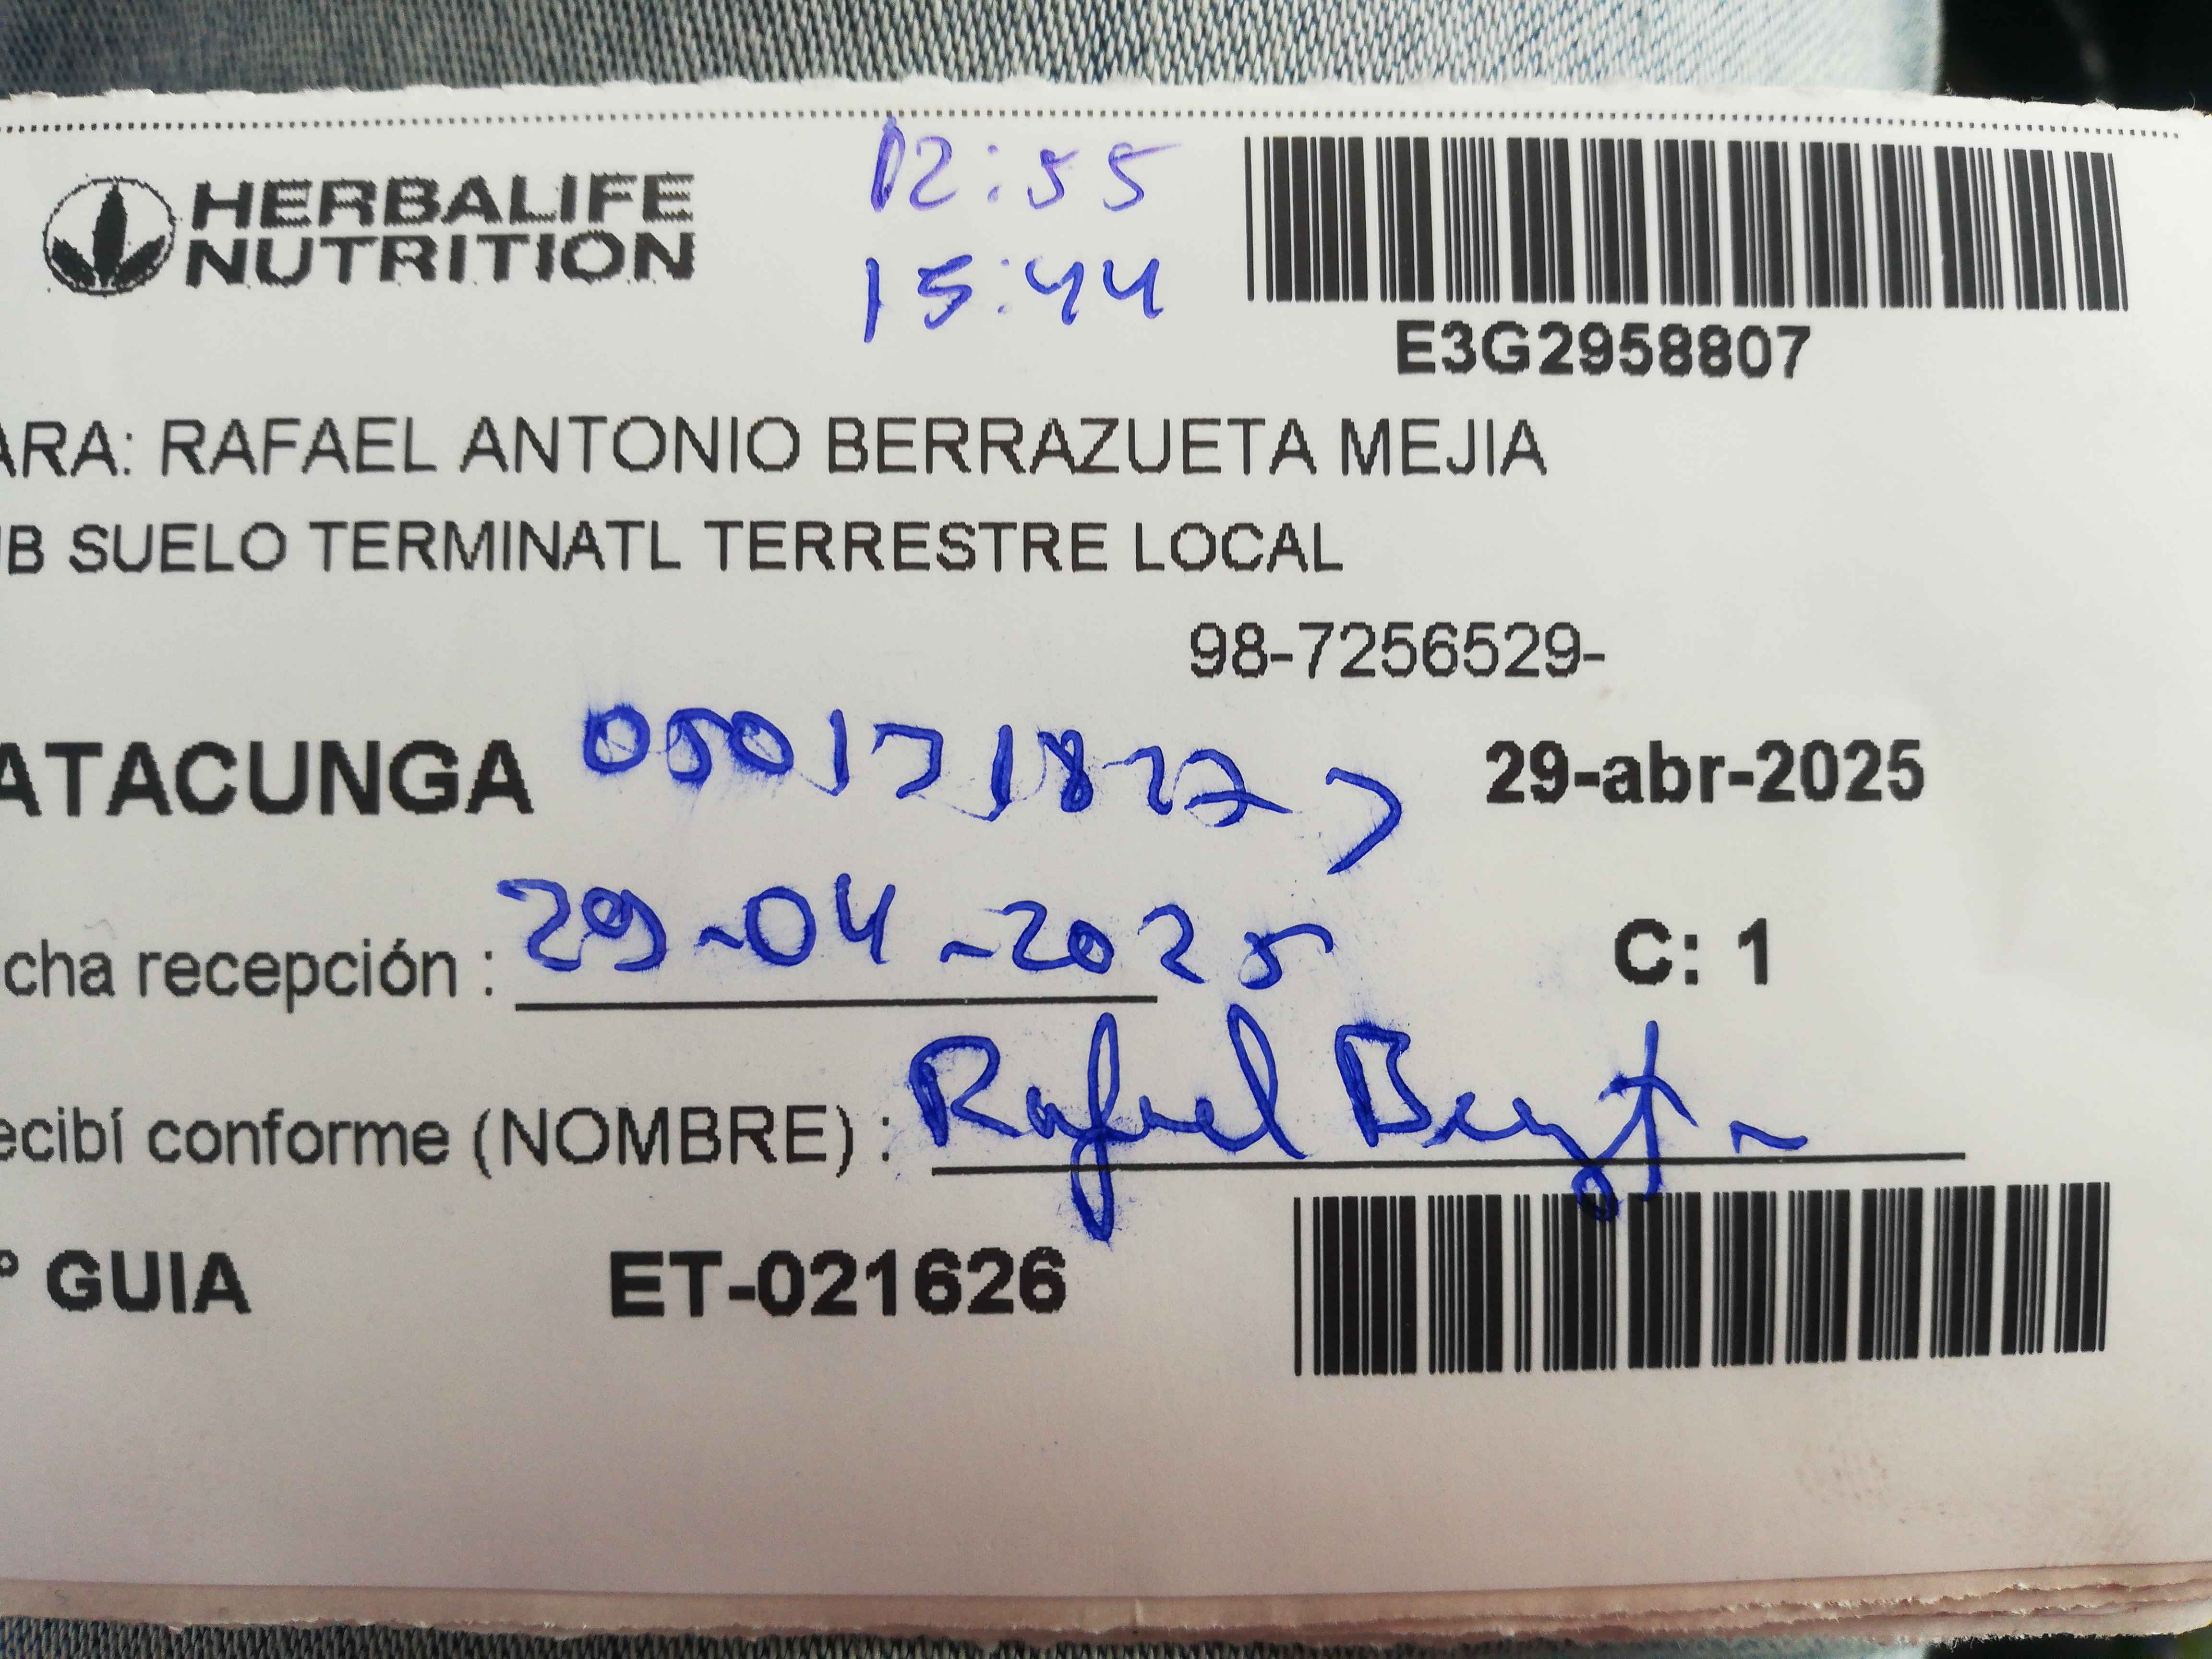 HERBALIFE
NUTRITION
12:55
15:44
E3G2958807
ARA: RAFAEL ANTONIO BERRAZUETA MEJIA
UB SUELO TERMINATL TERRESTRE LOCAL
98-7256529-
ATACUNGA
29-abr-2025
cha recepción : 29-04-2025
C: 1
ecibí conforme (NOMBRE) : Rafael
° GUIA ET-021626